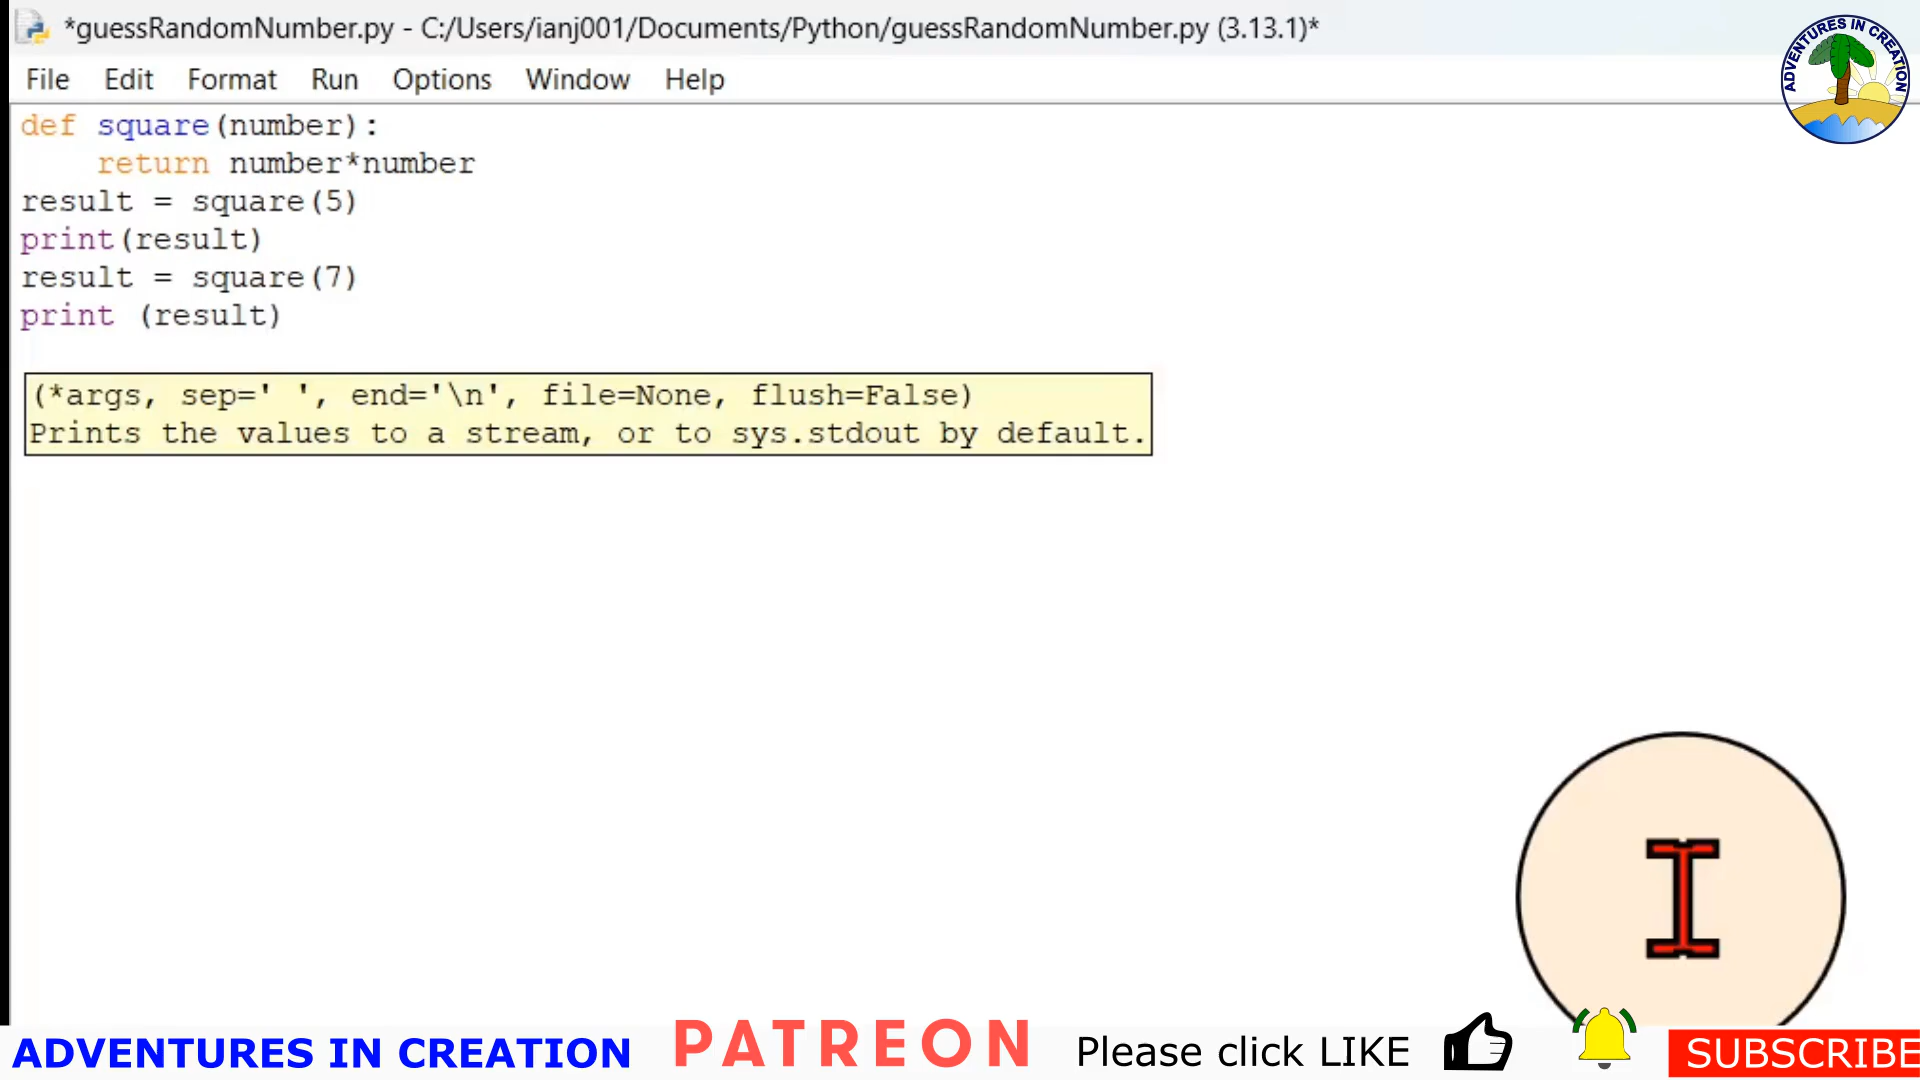 *guessRandomNumber.py - C:/Users/ianj001/Documents/Python/guessRandomNumber.py (3.13.1)*
File Edit Format Run Options Window Help
ADVENTURES IN CREATION
def square(number):
    return number*number
result = square(5)
print(result)
result = square(7)
print (result)
(*args, sep=' ', end='\n', file=None, flush=False)
Prints the values to a stream, or to sys.stdout by default.
ADVENTURES IN CREATION PATREON Please click LIKE SUBSCRIBE